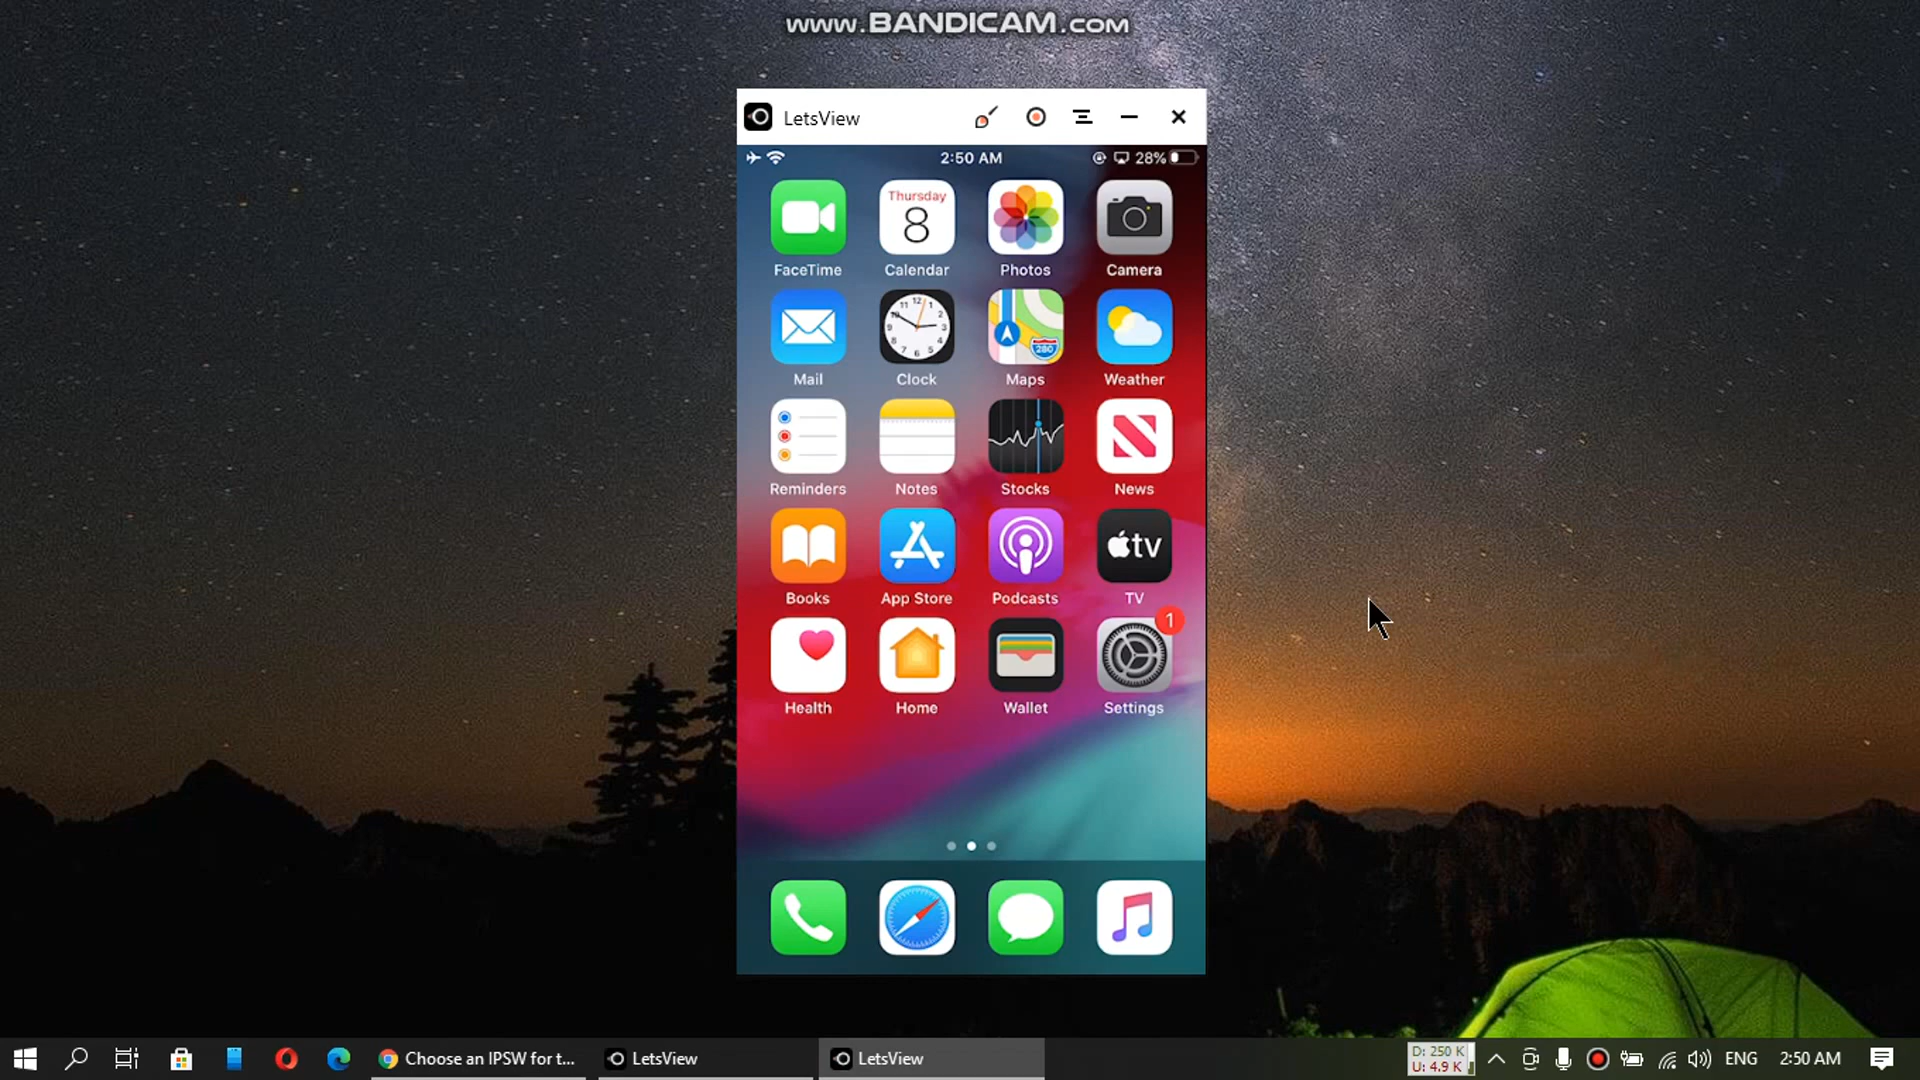 www.BANDICAM.com
LetsView
2:50 AM
28%
Thursday
8
FaceTime
Calendar
Photos
Camera
280
Mail
Clock
Maps
Weather
Reminders
Notes
Stocks
News
tv
Books
App Store
Podcasts
TV
1
Health
Home
Wallet
Settings
Choose an IPSW for t...
LetsView
LetsView
D: 250 K
U: 4.9 K
ENG
2:50 AM